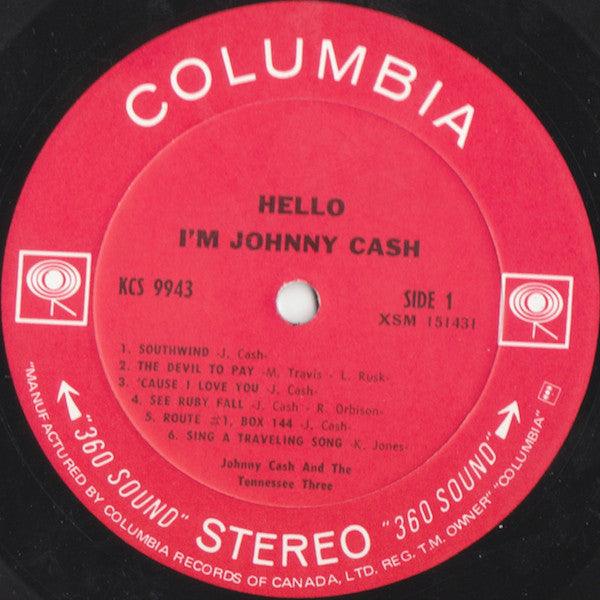 COLUMBIA
HELLO
I'M JOHNNY CASH
KCS 9943
SIDE 1
XSM 151431
1. SOUTHWIND -J. Cash-
2. THE DEVIL TO PAY -M. Travis - L. Rusk-
3. 'CAUSE I LOVE YOU -J. Cash-
4. SEE RUBY FALL -J. Cash - R. Orbison-
5. ROUTE #1, BOX 144 -J. Cash-
6. SING A TRAVELING SONG -K. Jones-
Johnny Cash And The
Tennessee Three
"360 SOUND" STEREO "360 SOUND"
"MANUFACTURED BY COLUMBIA RECORDS OF CANADA, LTD. REG. T.M. OWNER" "COLUMBIA"